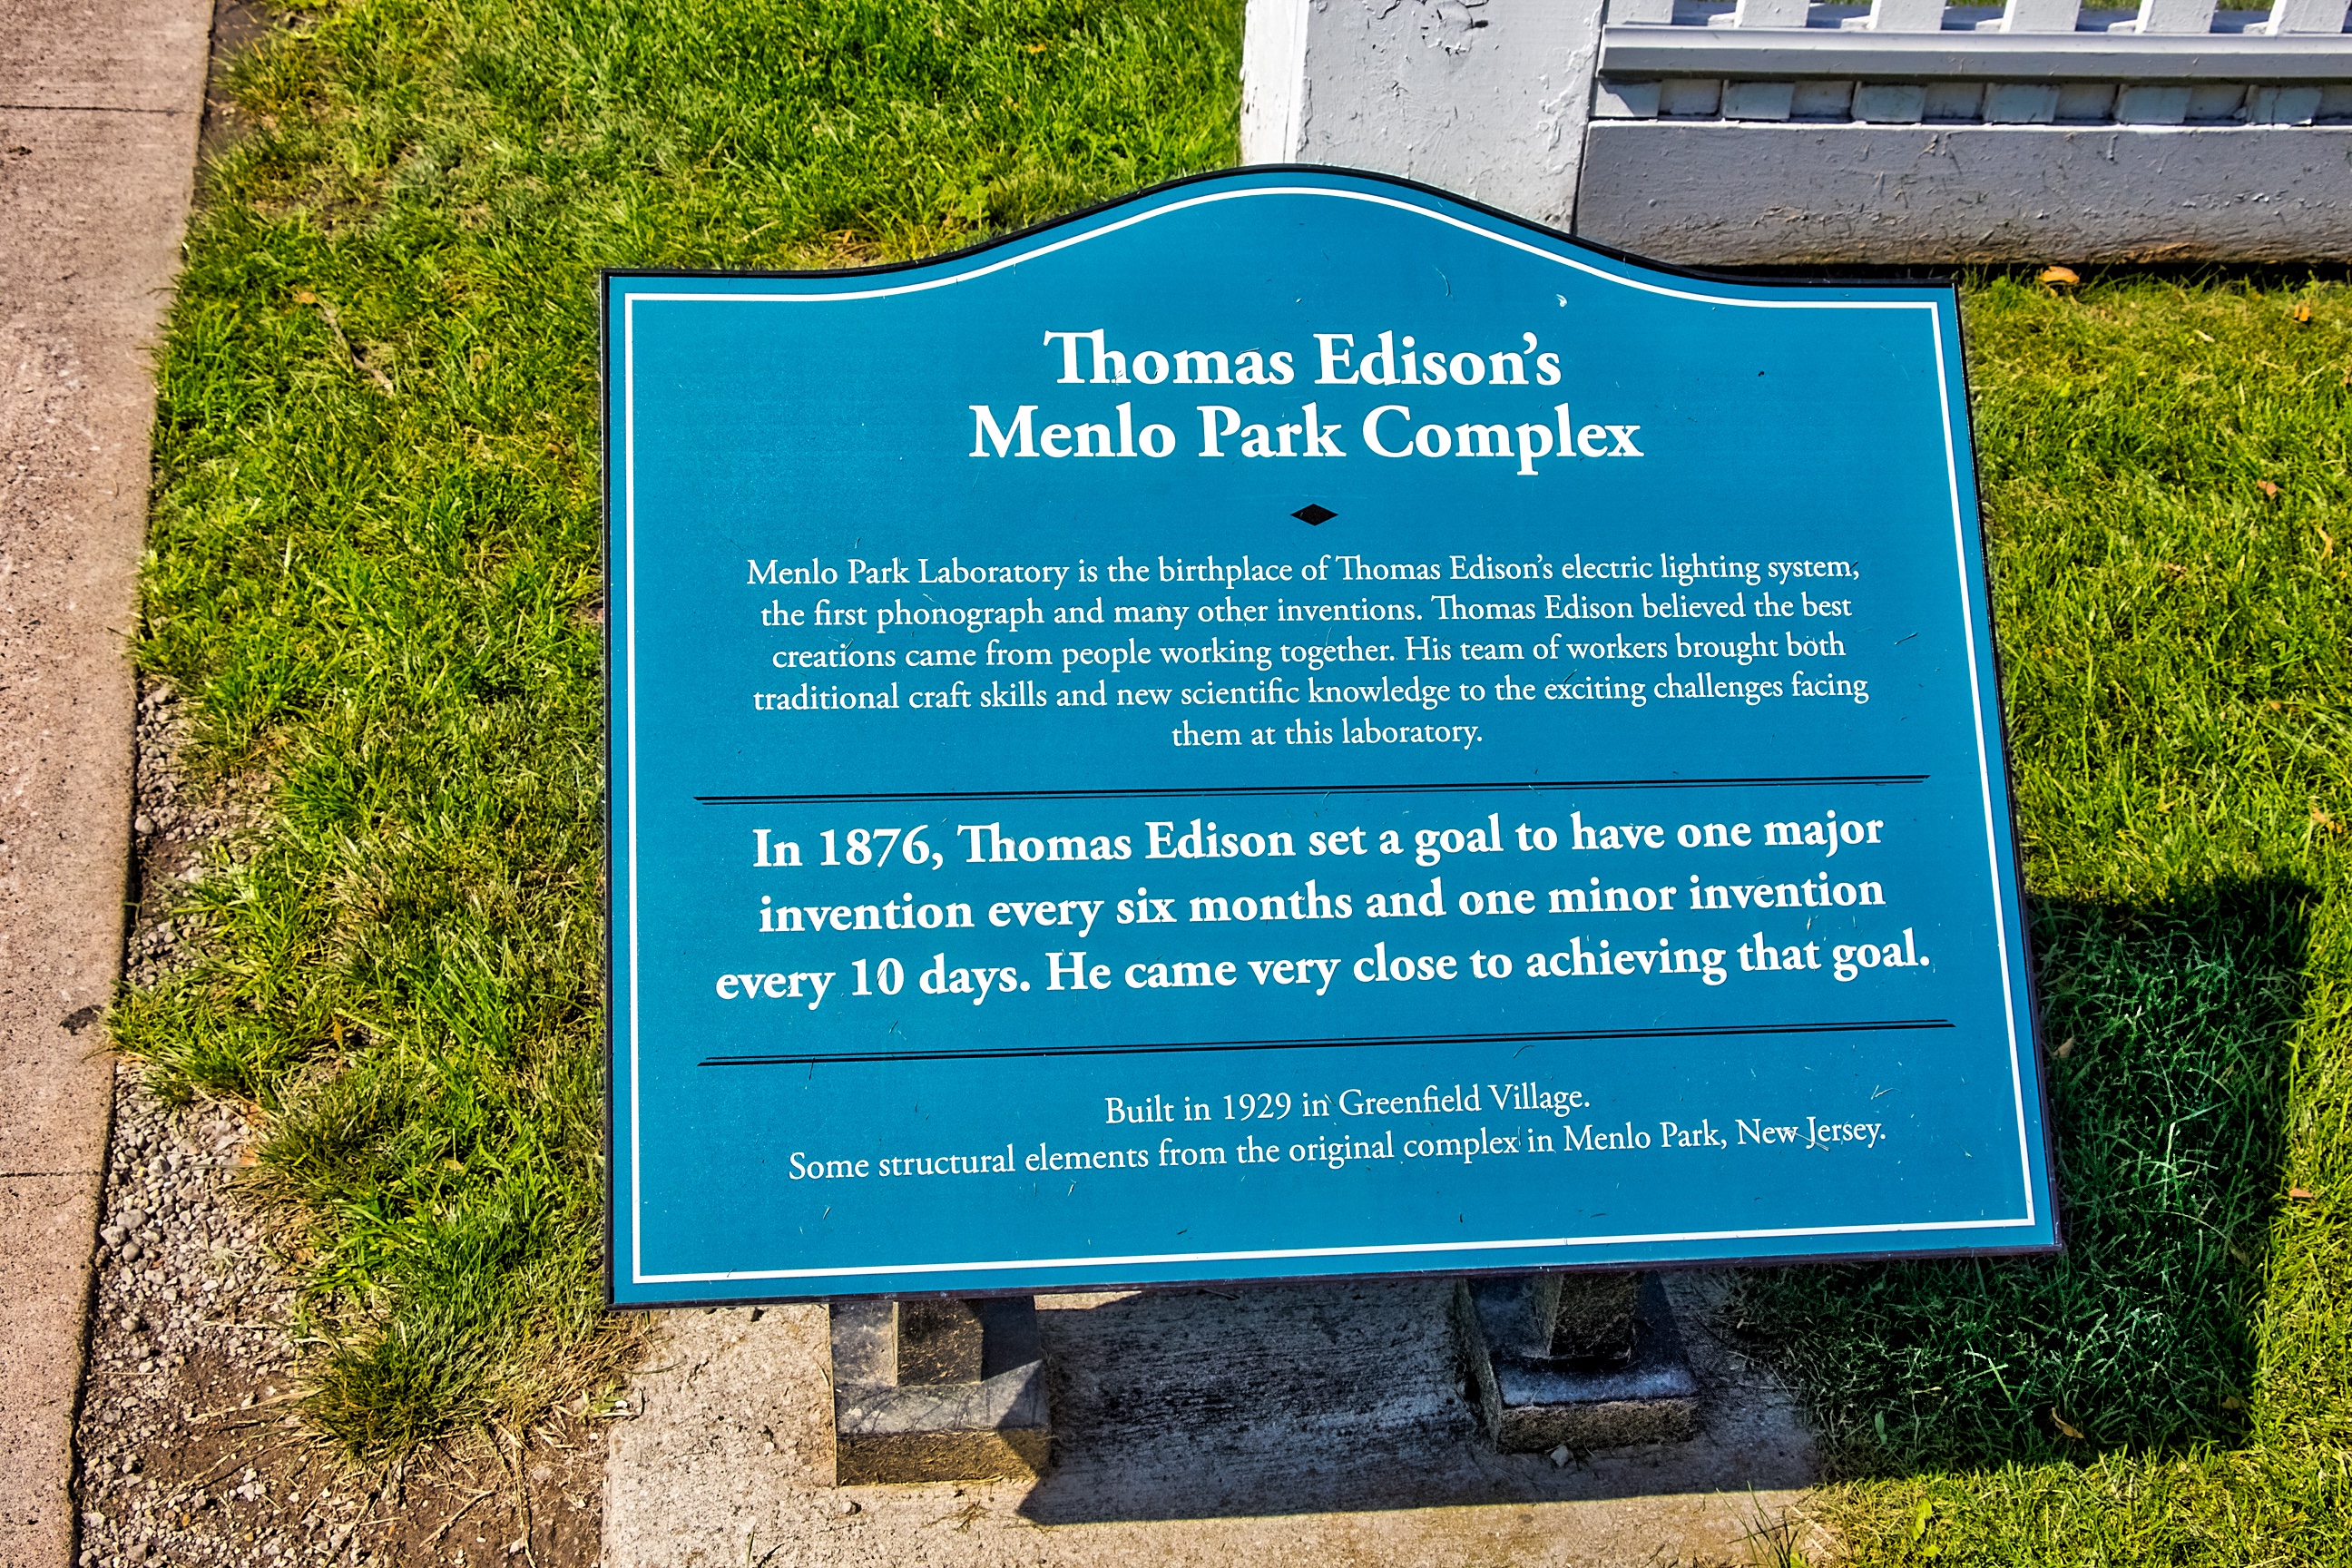 Thomas Edison's
Menlo Park Complex
Menlo Park Laboratory is the birthplace of Thomas Edison's electric lighting system,
the first phonograph and many other inventions. Thomas Edison believed the best
creations came from people working together. His team of workers brought both
traditional craft skills and new scientific knowledge to the exciting challenges facing
them at this laboratory.
In 1876, Thomas Edison set a goal to have one major
invention every six months and one minor invention
every 10 days. He came very close to achieving that goal.
Built in 1929 in Greenfield Village.
Some structural elements from the original complex in Menlo Park, New Jersey.